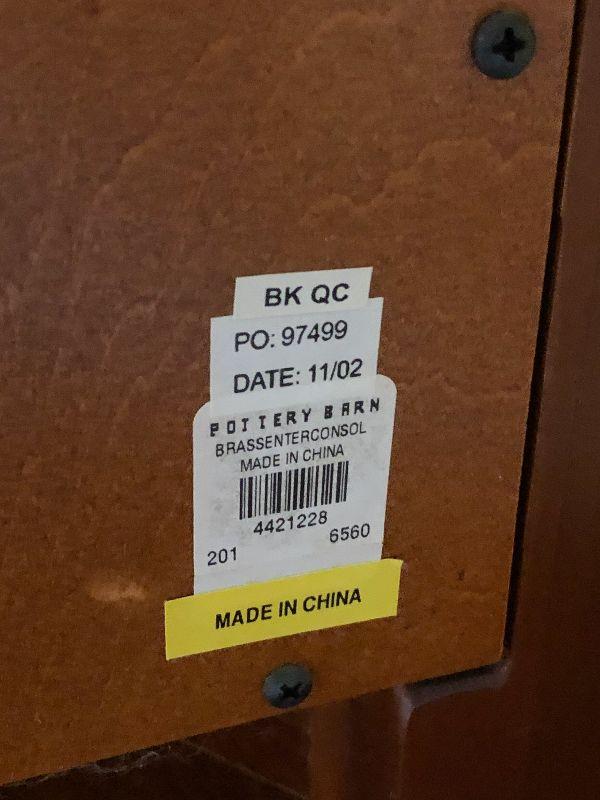 BK QC
PO: 97499
DATE: 11/02
POTTERY BARN
BRASSENTERCONSOL
MADE IN CHINA
4421228
201 6560
MADE IN CHINA